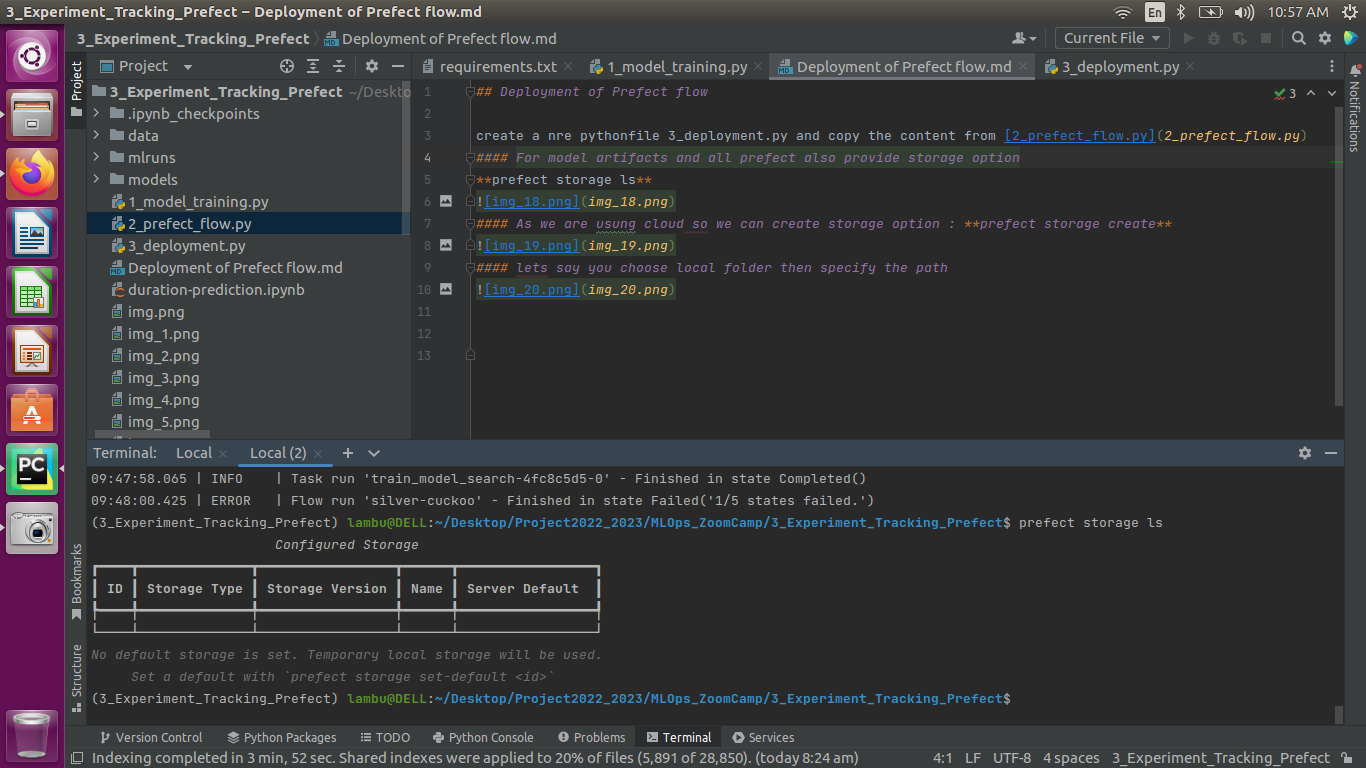 3_Experiment_Tracking_Prefect – Deployment of Prefect flow.md
En
10:57 AM
3_Experiment_Tracking_Prefect
Deployment of Prefect flow.md
Current File
Project
requirements.txt
1_model_training.py
Deployment of Prefect flow.md
3_deployment.py
Project
Bookmarks
Structure
Notifications
3_Experiment_Tracking_Prefect ~/Deskto
.ipynb_checkpoints
data
mlruns
models
1_model_training.py
2_prefect_flow.py
3_deployment.py
Deployment of Prefect flow.md
duration-prediction.ipynb
img.png
img_1.png
img_2.png
img_3.png
img_4.png
img_5.png
3
1 ## Deployment of Prefect flow
2
3 create a nre pythonfile 3_deployment.py and copy the content from [2_prefect_flow.py](2_prefect_flow.py)
4 #### For model artifacts and all prefect also provide storage option
5 **prefect storage ls**
6 ![img_18.png](img_18.png)
7 #### As we are usung cloud so we can create storage option : **prefect storage create**
8 ![img_19.png](img_19.png)
9 #### lets say you choose local folder then specify the path
10 ![img_20.png](img_20.png)
11
12
13
Terminal: Local Local (2)
09:47:58.065 | INFO | Task run 'train_model_search-4fc8c5d5-0' - Finished in state Completed()
09:48:00.425 | ERROR | Flow run 'silver-cuckoo' - Finished in state Failed('1/5 states failed.')
(3_Experiment_Tracking_Prefect) lambu@DELL:~/Desktop/Project2022_2023/MLOps_ZoomCamp/3_Experiment_Tracking_Prefect$ prefect storage ls
Configured Storage
ID Storage Type Storage Version Name Server Default
No default storage is set. Temporary local storage will be used.
Set a default with `prefect storage set-default <id>`
(3_Experiment_Tracking_Prefect) lambu@DELL:~/Desktop/Project2022_2023/MLOps_ZoomCamp/3_Experiment_Tracking_Prefect$
Version Control Python Packages TODO Python Console Problems Terminal Services
Indexing completed in 3 min, 52 sec. Shared indexes were applied to 20% of files (5,891 of 28,850). (today 8:24 am) 4:1 LF UTF-8 4 spaces 3_Experiment_Tracking_Prefect
PC
MD